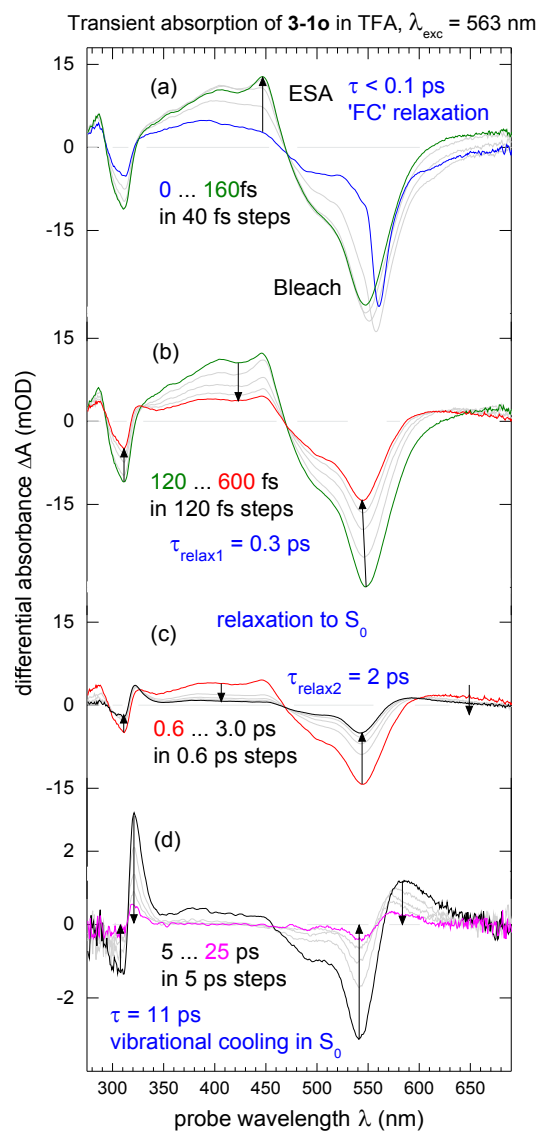 Transient absorption of 3-1o in TFA, λexc = 563 nm
15
(a)
ESA
τ < 0.1 ps
'FC' relaxation
0
0 ... 160fs
in 40 fs steps
-15
Bleach
15
(b)
0
120 ... 600 fs
in 120 fs steps
-15
τrelax1 = 0.3 ps
differential absorbance ΔA (mOD)
15
(c)
relaxation to S0
τrelax2 = 2 ps
0
0.6 ... 3.0 ps
in 0.6 ps steps
-15
(d)
2
0
5 ... 25 ps
in 5 ps steps
-2
τ = 11 ps
vibrational cooling in S0
300 350 400 450 500 550 600 650
probe wavelength λ (nm)